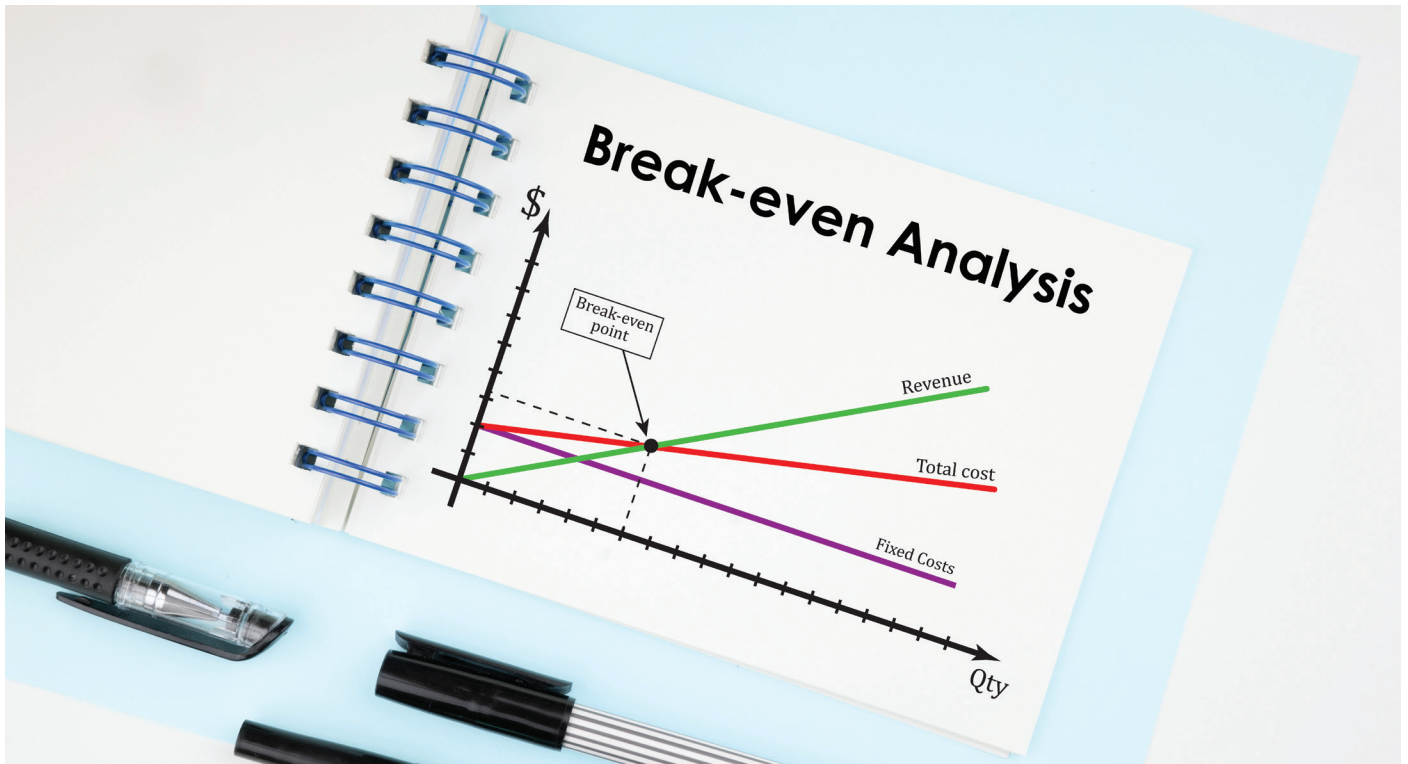 Break-even Analysis
$
Break-even
point
Revenue
Total cost
Fixed Costs
Qty